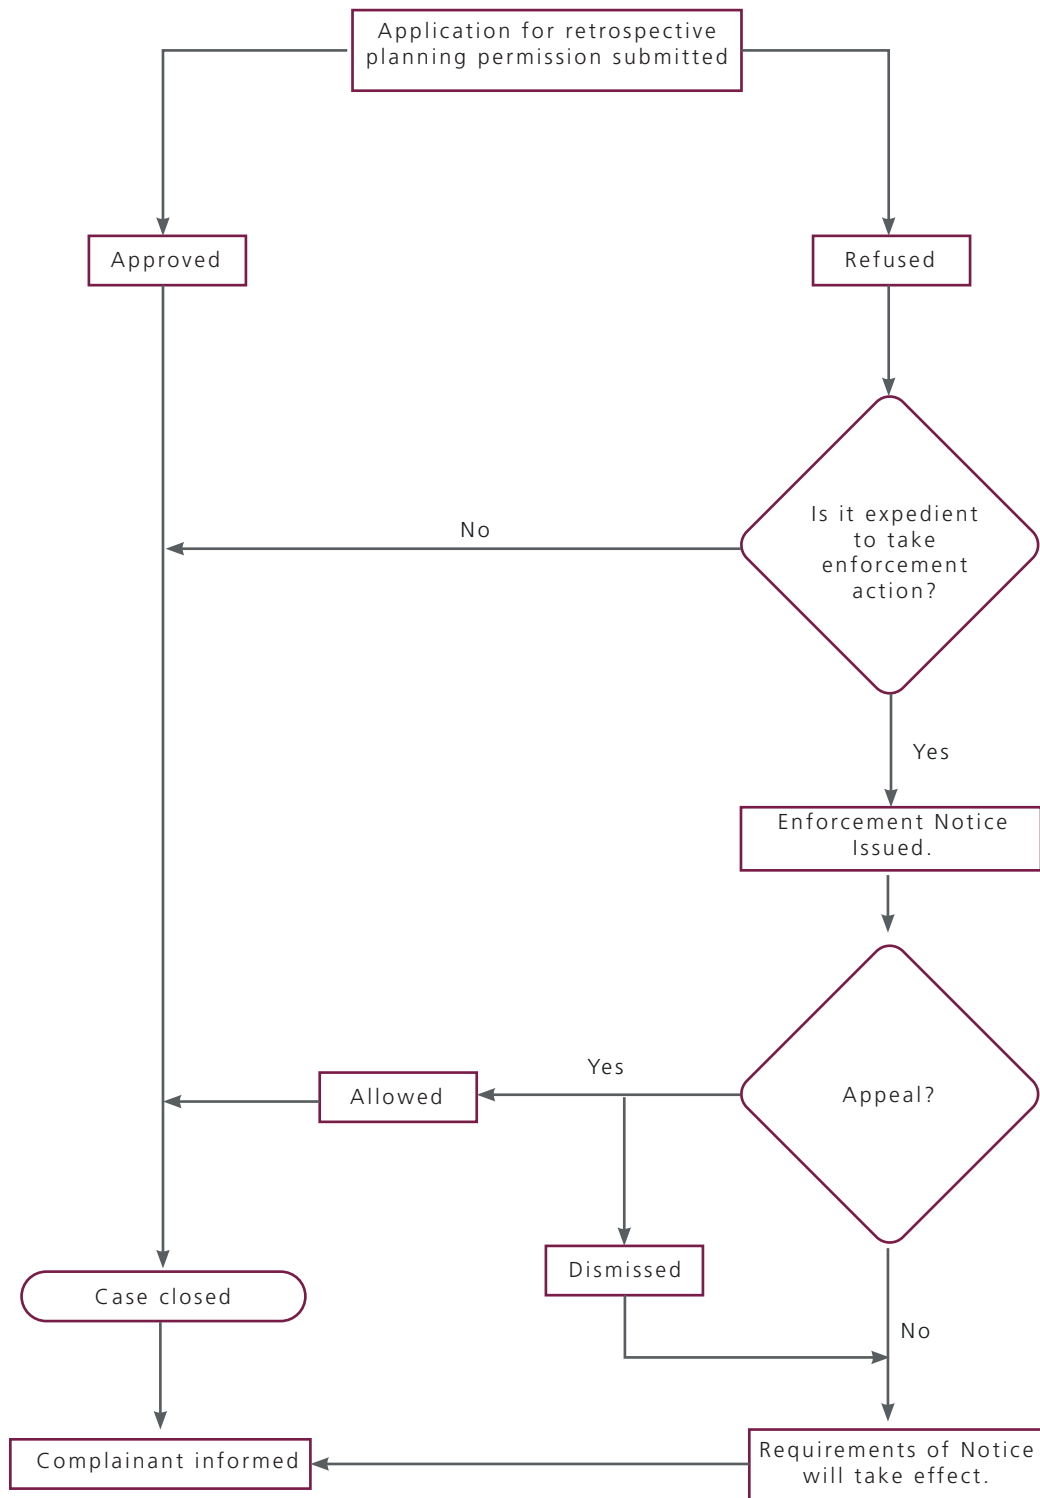 Application for retrospective
planning permission submitted
Approved
Refused
Is it expedient
to take
enforcement
action?
No
Yes
Enforcement Notice
Issued.
Appeal?
Yes
Allowed
Dismissed
No
Case closed
Complainant informed
Requirements of Notice
will take effect.